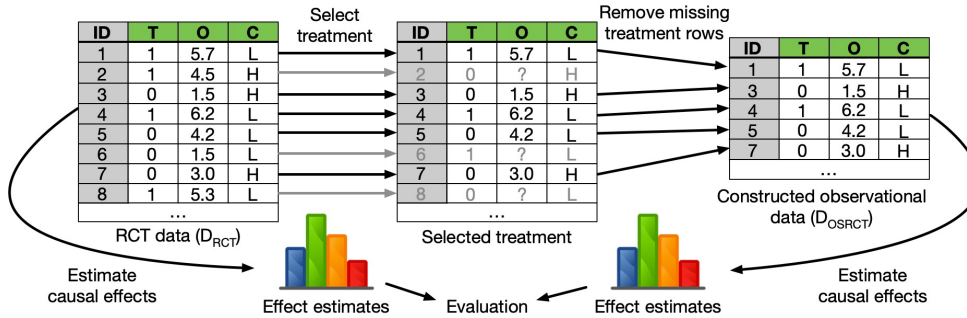 Select
treatment
Remove missing
treatment rows
ID T O C
1 1 5.7 L
2 1 4.5 H
3 0 1.5 H
4 1 6.2 L
5 0 4.2 L
6 0 1.5 L
7 0 3.0 H
8 1 5.3 L
...
RCT data (DRCT)
ID T O C
1 1 5.7 L
2 0 ? H
3 0 1.5 H
4 1 6.2 L
5 0 4.2 L
6 1 ? L
7 0 3.0 H
8 0 ? L
...
Selected treatment
ID T O C
1 1 5.7 L
3 0 1.5 H
4 1 6.2 L
5 0 4.2 L
7 0 3.0 H
...
Constructed observational
data (DOSRCT)
Estimate
causal effects
Effect estimates
Evaluation
Effect estimates
Estimate
causal effects